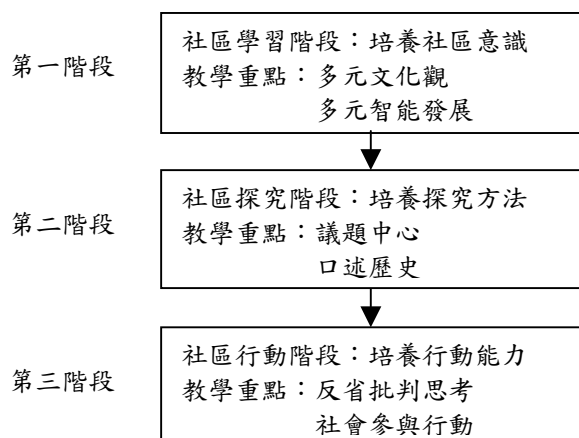 第一階段
社區學習階段：培養社區意識
教學重點：多元文化觀
多元智能發展
第二階段
社區探究階段：培養探究方法
教學重點：議題中心
口述歷史
第三階段
社區行動階段：培養行動能力
教學重點：反省批判思考
社會參與行動